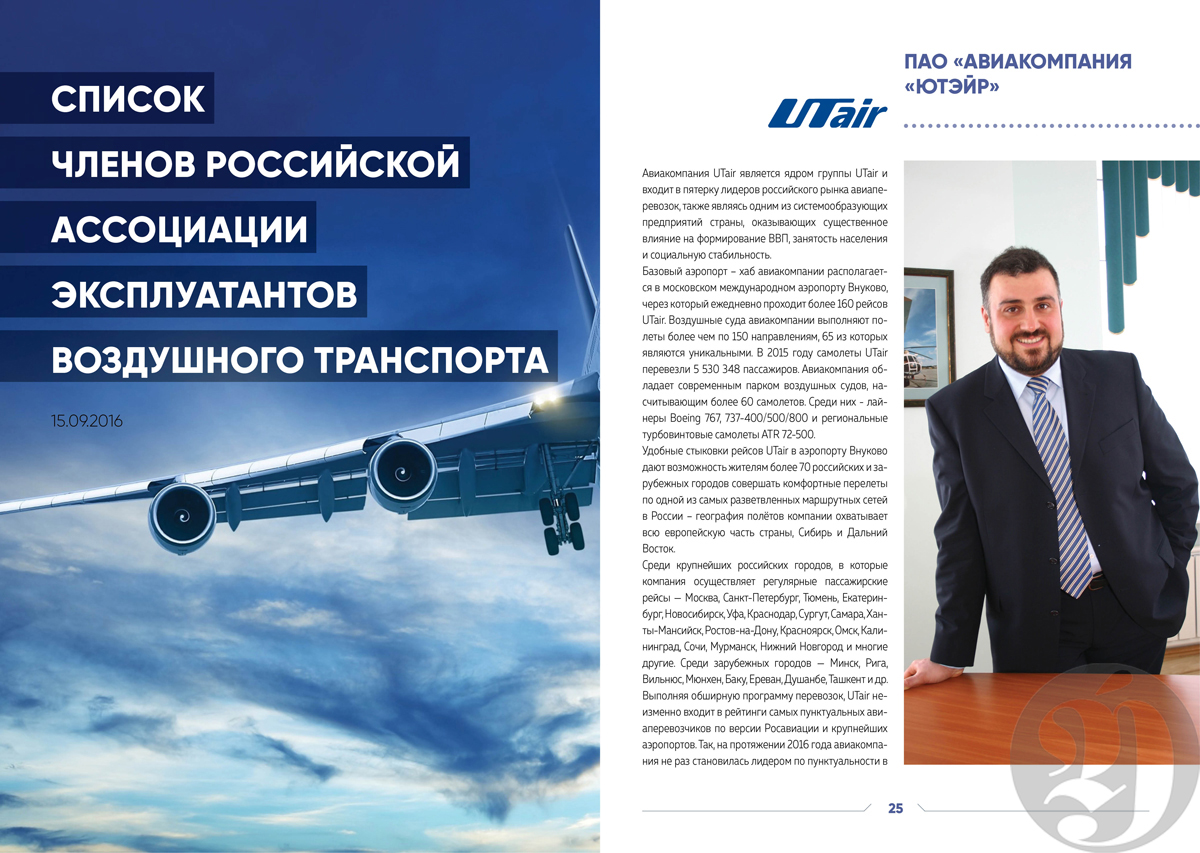 СПИСОК
ЧЛЕНОВ РОССИЙСКОЙ
АССОЦИАЦИИ
ЭКСПЛУАТАНТОВ
ВОЗДУШНОГО ТРАНСПОРТА
15.09.2016
UTair
ПАО «АВИАКОМПАНИЯ
«ЮТЭЙР»
Авиакомпания UTair является ядром группы UTair и
входит в пятерку лидеров российского рынка авиапе-
ревозок, также являясь одним из системообразующих
предприятий страны, оказывающих существенное
влияние на формирование ВВП, занятость населения
и социальную стабильность.
Базовый аэропорт – хаб авиакомпании располагает-
ся в московском международном аэропорту Внуково,
через который ежедневно проходит более 160 рейсов
UTair. Воздушные суда авиакомпании выполняют по-
леты более чем по 150 направлениям, 65 из которых
являются уникальными. В 2015 году самолеты UTair
перевезли 5 530 348 пассажиров. Авиакомпания об-
ладает современным парком воздушных судов, на-
считывающим более 60 самолетов. Среди них - лай-
неры Boeing 767, 737-400/500/800 и региональные
турбовинтовые самолеты ATR 72-500.
Удобные стыковки рейсов UTair в аэропорту Внуково
дают возможность жителям более 70 российских и за-
рубежных городов совершать комфортные перелеты
по одной из самых разветвленных маршрутных сетей
в России – география полётов компании охватывает
всю европейскую часть страны, Сибирь и Дальний
Восток.
Среди крупнейших российских городов, в которые
компания осуществляет регулярные пассажирские
рейсы — Москва, Санкт-Петербург, Тюмень, Екатерин-
бург, Новосибирск, Уфа, Краснодар, Сургут, Самара, Хан-
ты-Мансийск, Ростов-на-Дону, Красноярск, Омск, Кали-
нинград, Сочи, Мурманск, Нижний Новгород и многие
другие. Среди зарубежных городов — Минск, Рига,
Вильнюс, Мюнхен, Баку, Ереван, Душанбе, Ташкент и др.
Выполняя обширную программу перевозок, UTair не-
изменно входит в рейтинги самых пунктуальных ави-
аперевозчиков по версии Росавиации и крупнейших
аэропортов. Так, на протяжении 2016 года авиакомпа-
ния не раз становилась лидером по пунктуальности в
25